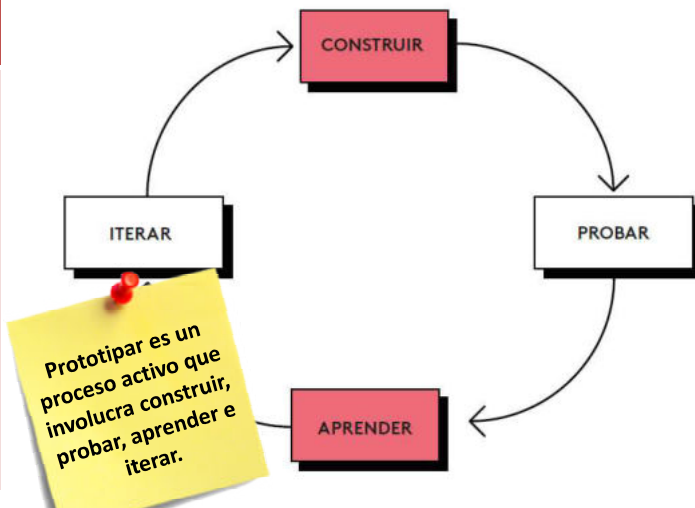 CONSTRUIR
PROBAR
ITERAR
APRENDER
Prototipar es un
proceso activo que
involucra construir,
probar, aprender e
iterar.